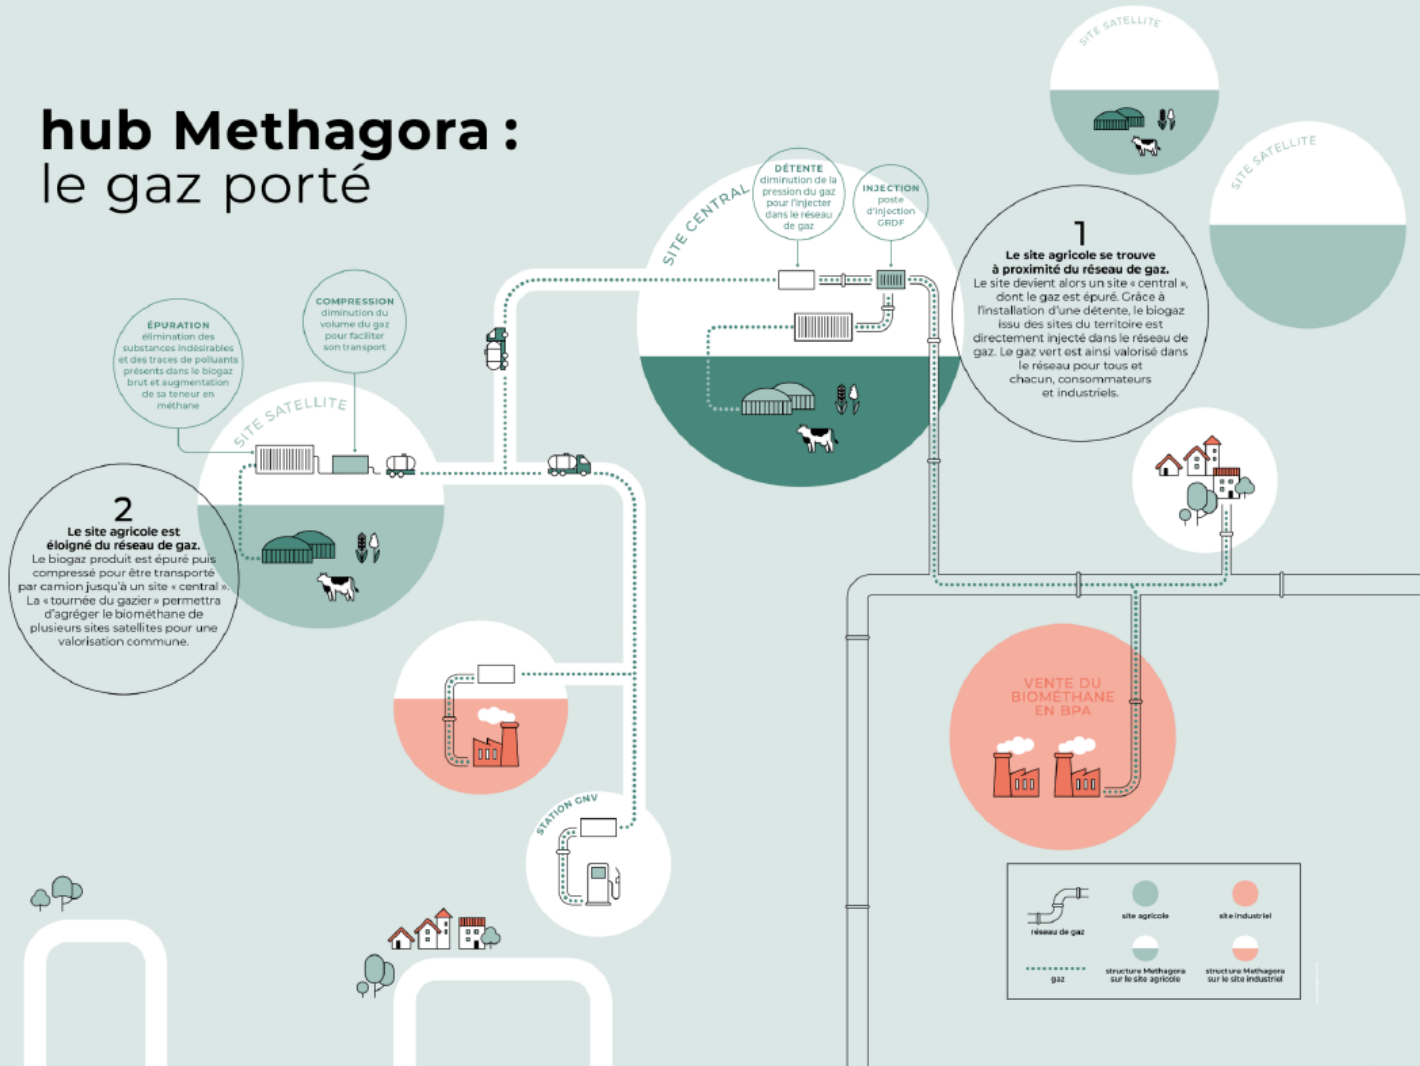 hub Methagora :
le gaz porté
SITE SATELLITE
SITE SATELLITE
SITE CENTRAL
DÉTENTE
diminution de la
pression du gaz
pour l'injecter
dans le réseau
de gaz
INJECTION
poste
d'injection
GRDF
1
Le site agricole se trouve
à proximité du réseau de gaz.
Le site devient alors un site « central »,
dont le gaz est épuré. Grâce à
l'installation d'une détente, le biogaz
issu des sites du territoire est
directement injecté dans le réseau de
gaz. Le gaz vert est ainsi valorisé dans
le réseau pour tous et
chacun, consommateurs
et industriels.
COMPRESSION
diminution du
volume du gaz
pour faciliter
son transport
ÉPURATION
élimination des
substances indésirables
et des traces de polluants
présents dans le biogaz
brut et augmentation
de sa teneur en
méthane
SITE SATELLITE
2
Le site agricole est
éloigné du réseau de gaz.
Le biogaz produit est épuré puis
compressé pour être transporté
par camion jusqu'à un site « central ».
La « tournée du gazier » permettra
d'agréger le biométhane de
plusieurs sites satellites pour une
valorisation commune.
VENTE DU
BIOMÉTHANE
EN BPA
STATION GNV
réseau de gaz
site agricole
site industriel
gaz
structure Methagora
sur le site agricole
structure Methagora
sur le site industriel